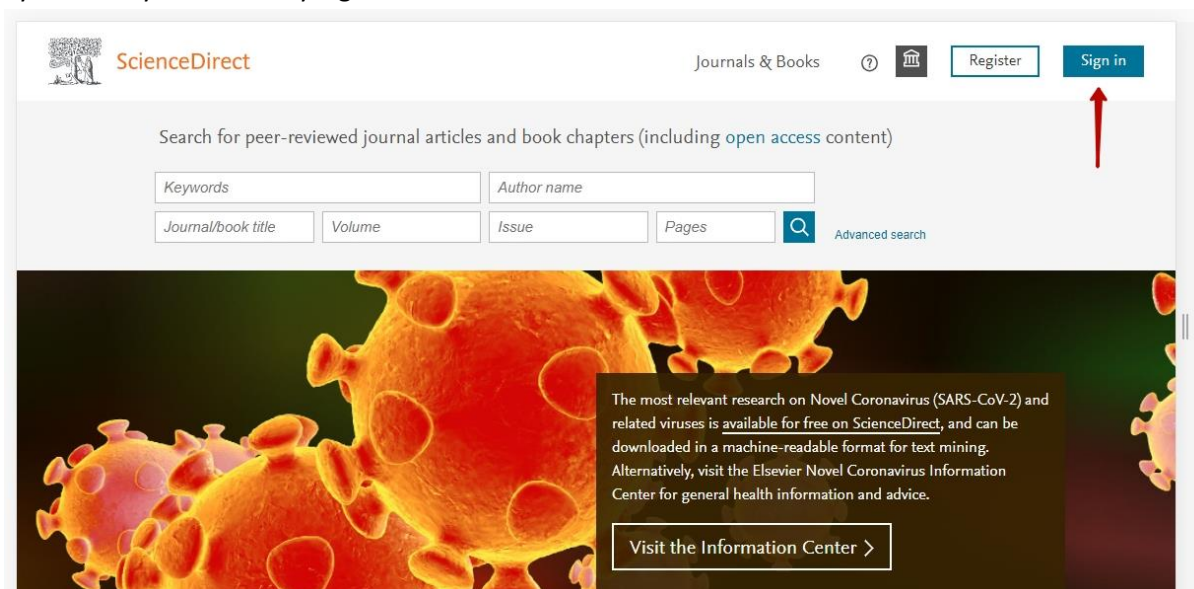 ScienceDirect
Journals & Books ? Register Sign in
Search for peer-reviewed journal articles and book chapters (including open access content)
Keywords Author name
Journal/book title Volume Issue Pages Advanced search
The most relevant research on Novel Coronavirus (SARS-CoV-2) and
related viruses is available for free on ScienceDirect, and can be
downloaded in a machine-readable format for text mining.
Alternatively, visit the Elsevier Novel Coronavirus Information
Center for general health information and advice.
Visit the Information Center >